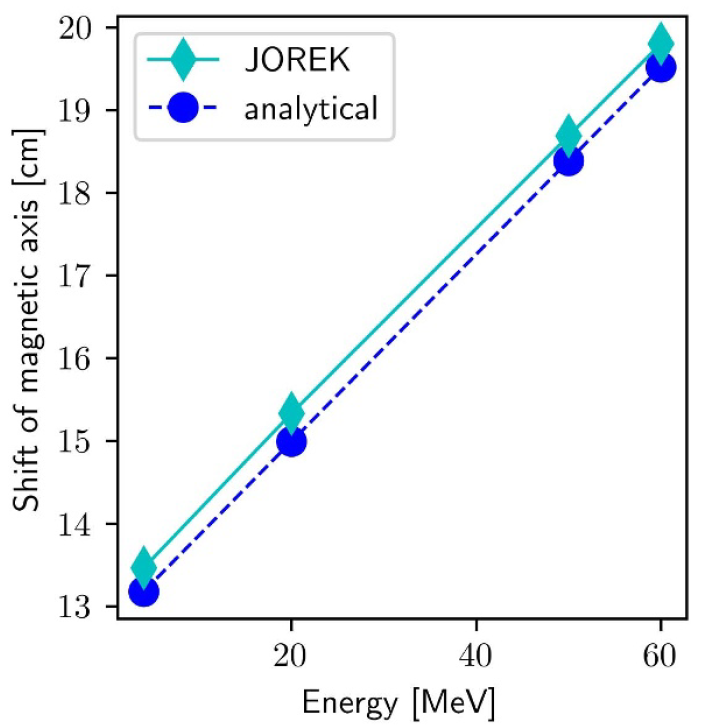 JOREK
analytical
Shift of magnetic axis [cm]
20
19
18
17
16
15
14
13
20
40
60
Energy [MeV]